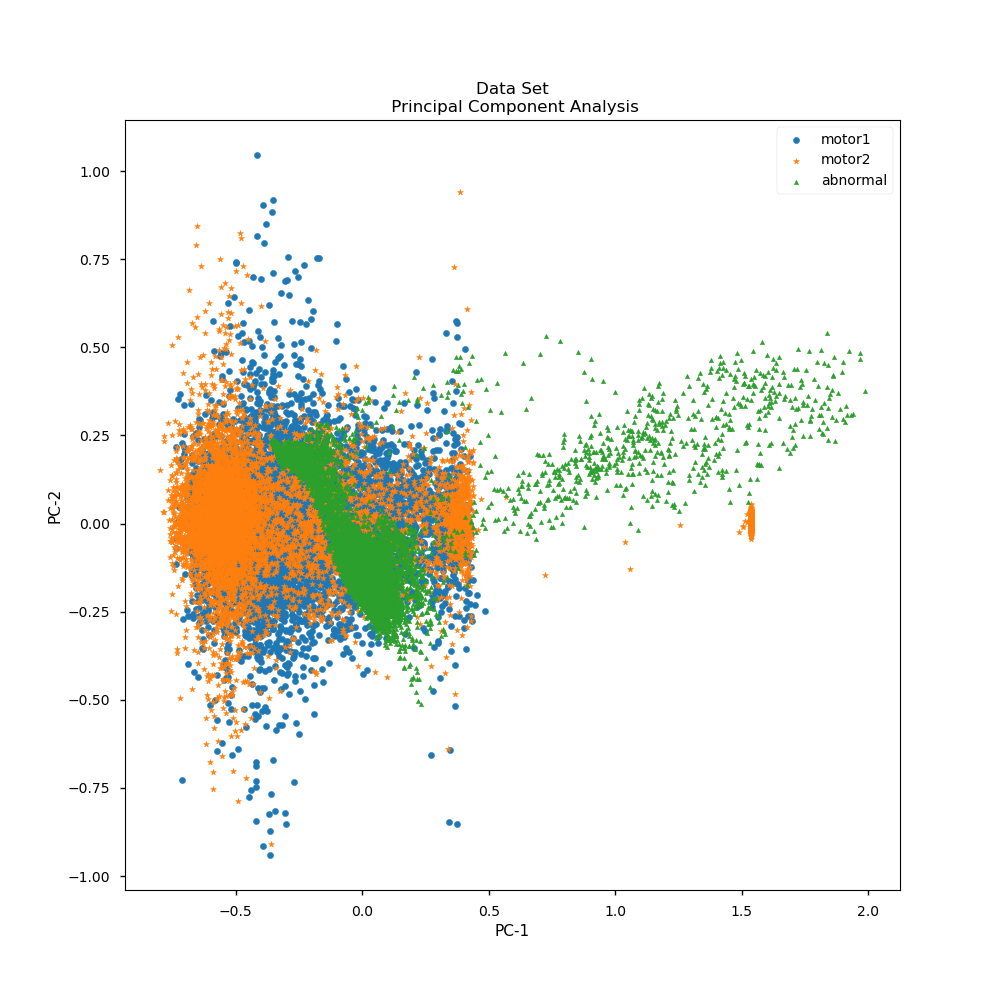 Data Set
Principal Component Analysis
motor1
motor2
abnormal
1.00
0.75
0.50
0.25
0.00
−0.25
−0.50
−0.75
−1.00
PC-2
−0.5
0.0
0.5
1.0
1.5
2.0
PC-1